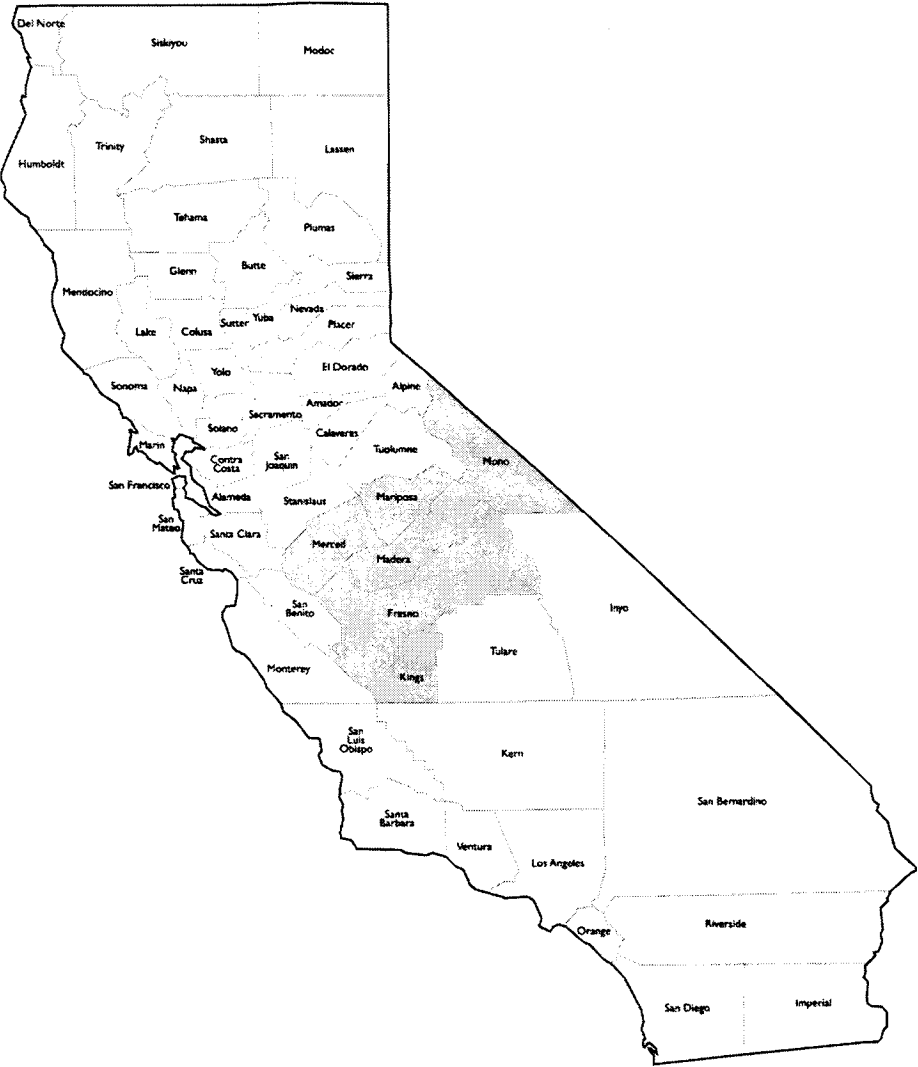 Del Norte
Siskiyou
Modoc
Humboldt
Trinity
Shasta
Lassen
Tehama
Plumas
Mendocino
Glenn
Butte
Sierra
Lake
Colusa
Sutter
Yuba
Nevada
Placer
Sonoma
Napa
Yolo
El Dorado
Alpine
Solano
Sacramento
Amador
Marin
Contra
Costa
San
Joaquin
Calaveras
Tuolumne
Mono
San Francisco
Alameda
Stanislaus
Mariposa
San
Mateo
Santa Clara
Merced
Madera
Santa
Cruz
San
Benito
Fresno
Inyo
Monterey
Kings
Tulare
San
Luis
Obispo
Kern
San Bernardino
Santa
Barbara
Ventura
Los Angeles
Orange
Riverside
San Diego
Imperial